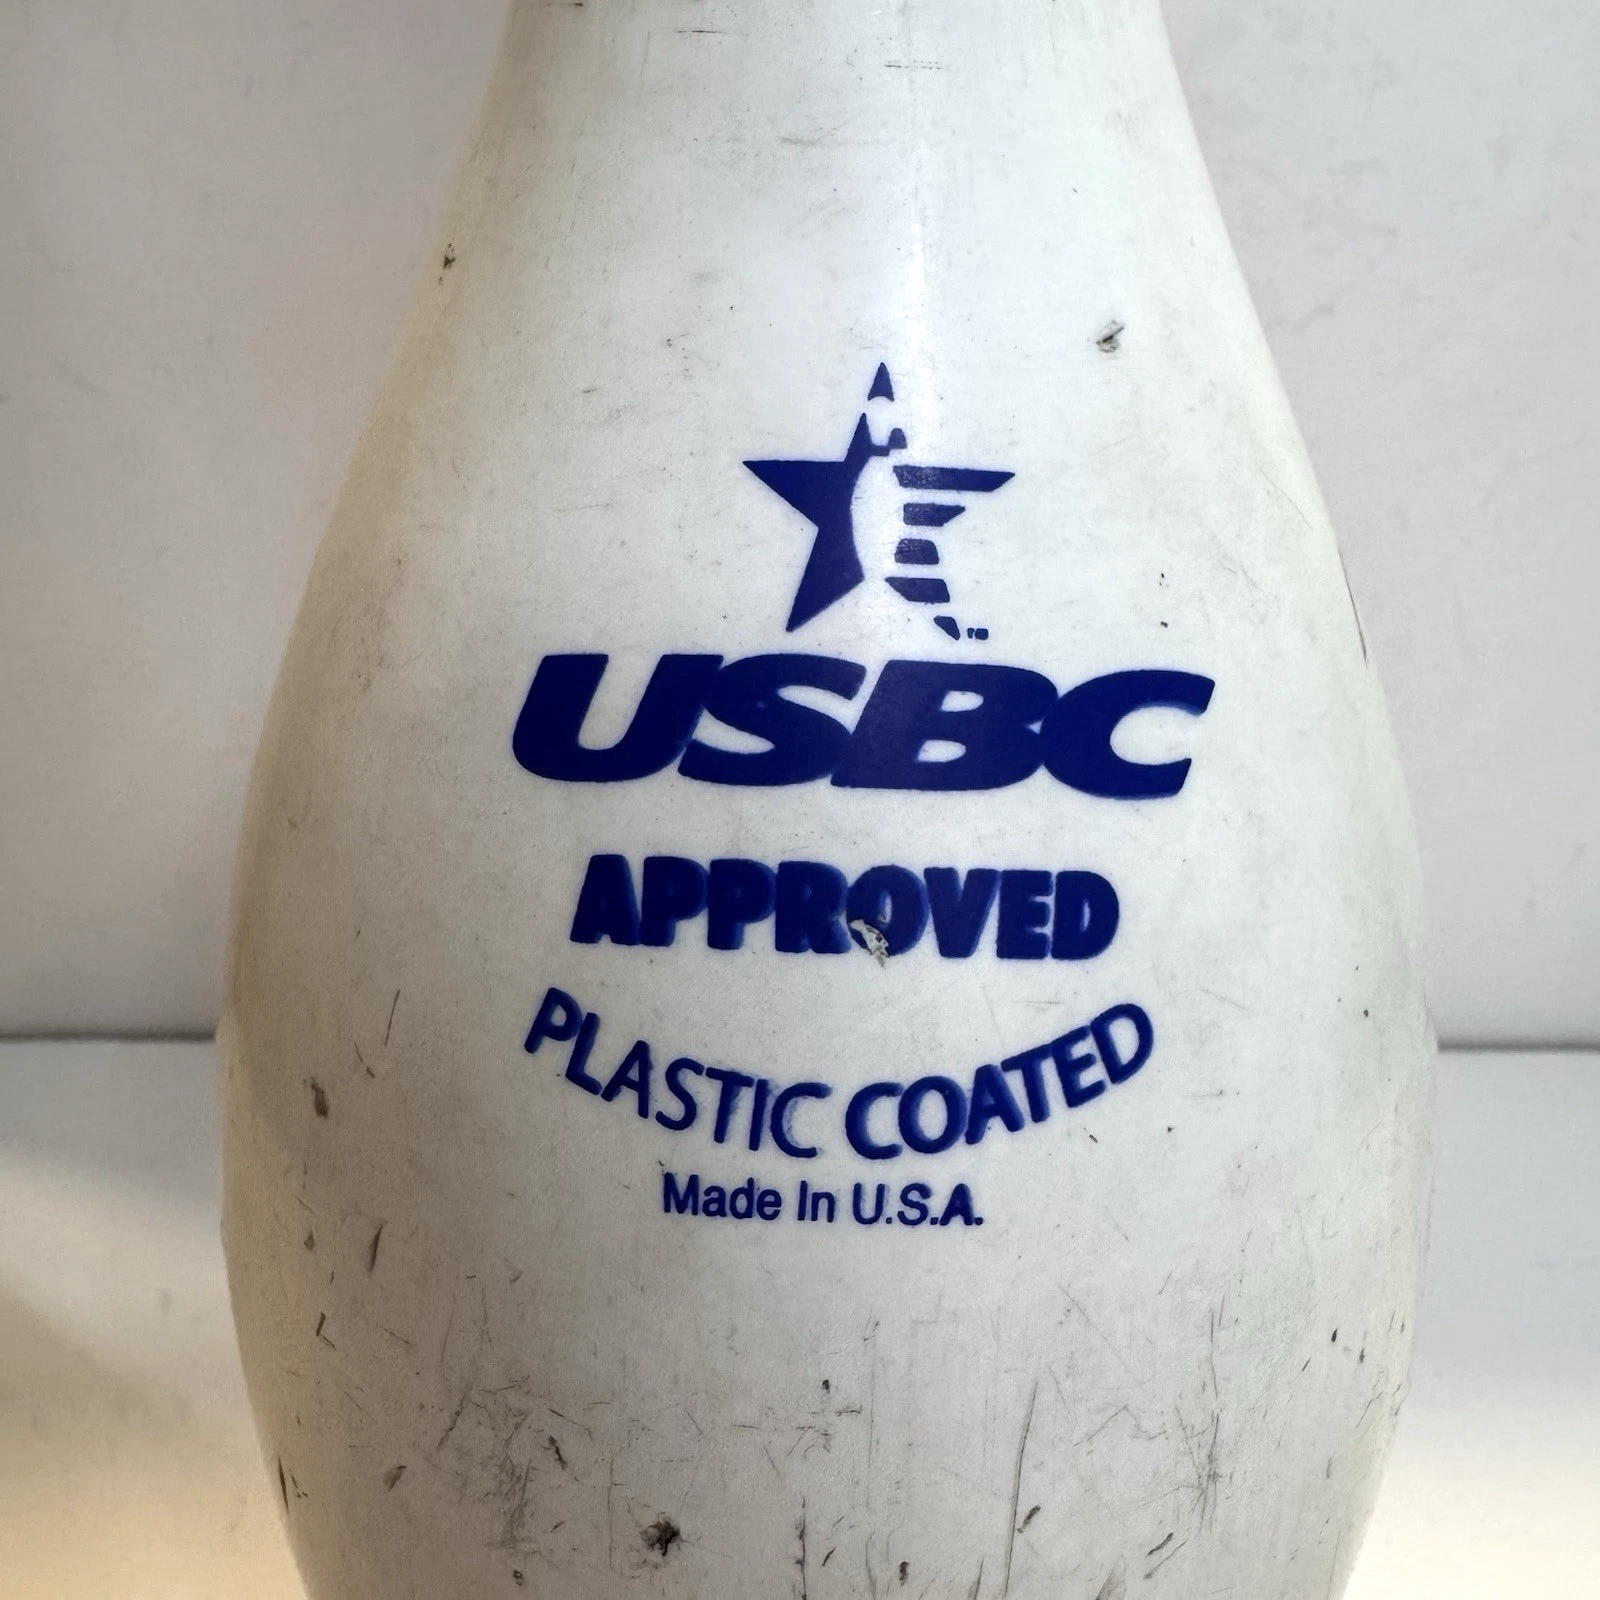 USBC
APPROVED
PLASTIC COATED
Made In U.S.A.